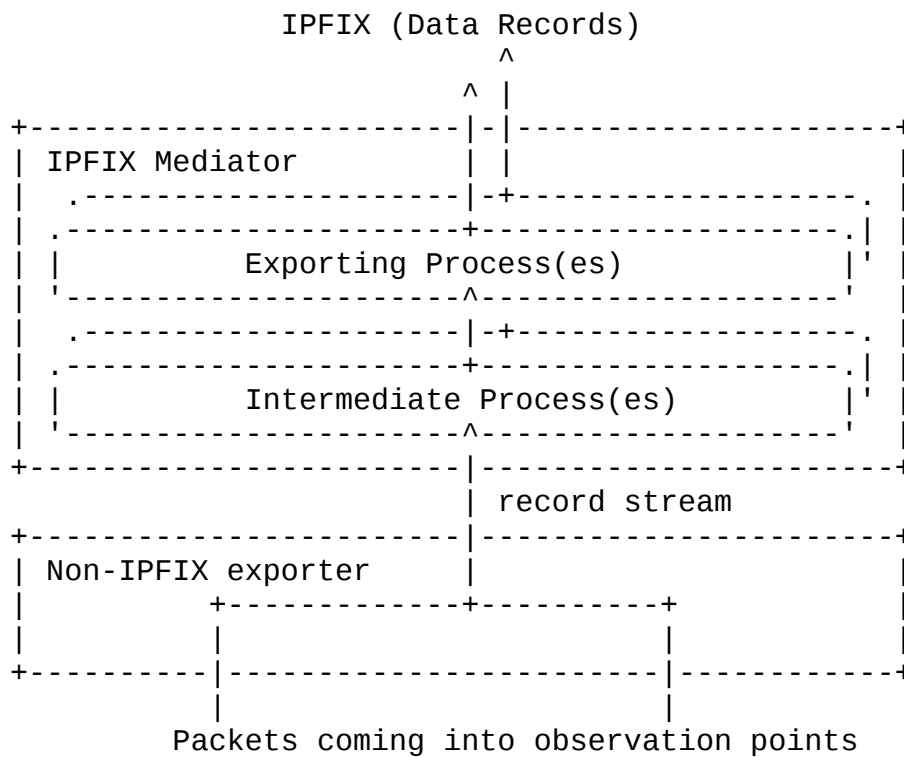 IPFIX (Data Records)
IPFIX Mediator
Exporting Process(es)
Intermediate Process(es)
record stream
Non-IPFIX exporter
Packets coming into observation points